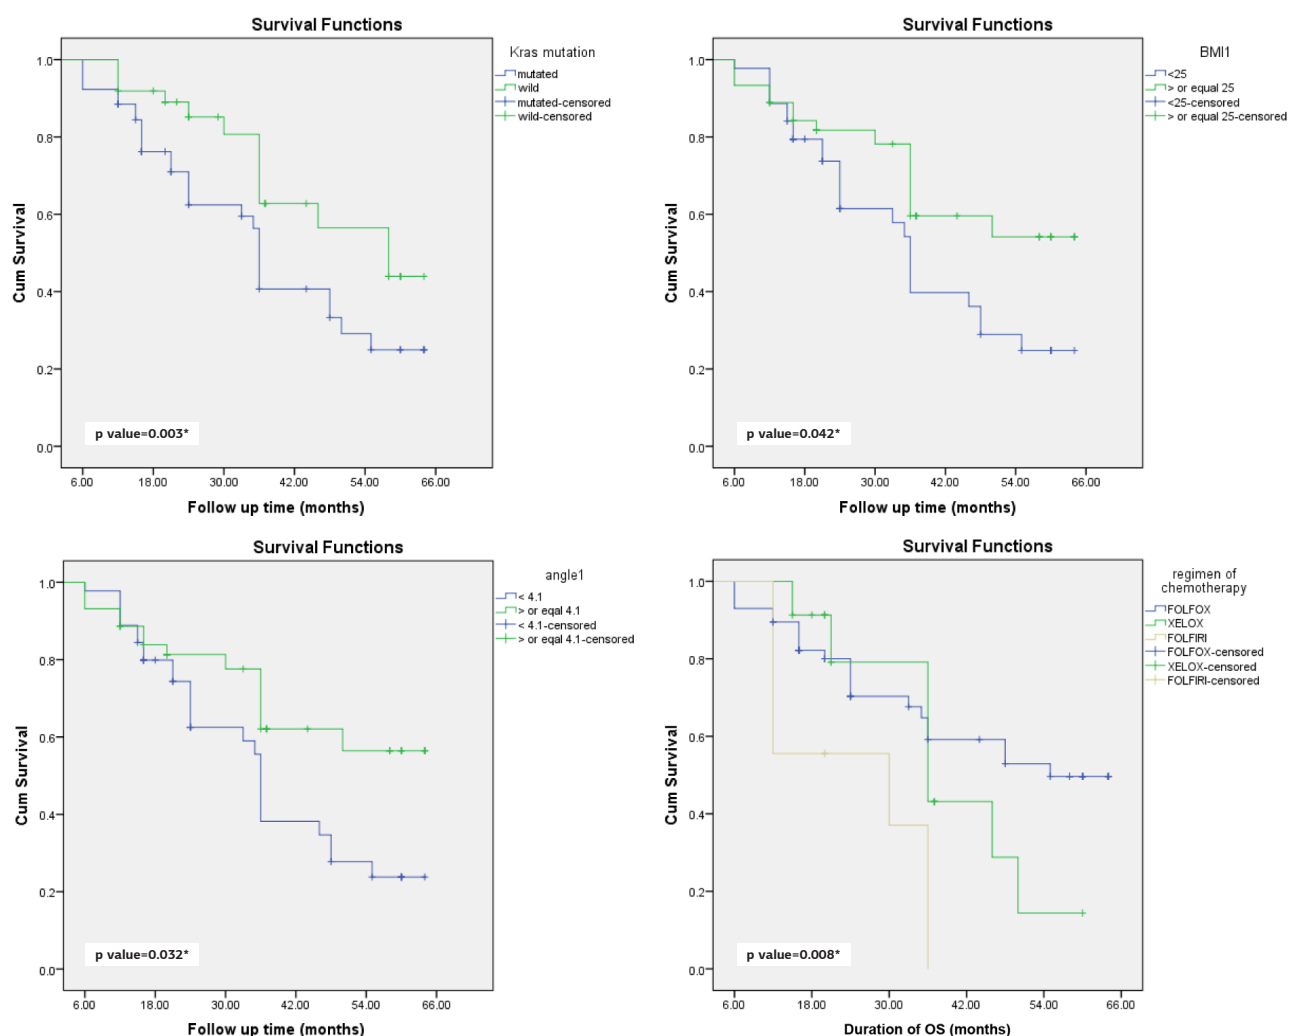 Survival Functions
Kras mutation
mutated
wild
mutated-censored
wild-censored
Cum Survival
1.0
0.8
0.6
0.4
0.2
0.0
p value=0.003*
6.00 18.00 30.00 42.00 54.00 66.00
Follow up time (months)
Survival Functions
BMI1
<25
> or equal 25
<25-censored
> or equal 25-censored
Cum Survival
1.0
0.8
0.6
0.4
0.2
0.0
p value=0.042*
6.00 18.00 30.00 42.00 54.00 66.00
Follow up time (months)
Survival Functions
angle1
< 4.1
> or eqal 4.1
< 4.1-censored
> or eqal 4.1-censored
Cum Survival
1.0
0.8
0.6
0.4
0.2
0.0
p value=0.032*
6.00 18.00 30.00 42.00 54.00 66.00
Follow up time (months)
Survival Functions
regimen of
chemotherapy
FOLFOX
XELOX
FOLFIRI
FOLFOX-censored
XELOX-censored
FOLFIRI-censored
Cum Survival
1.0
0.8
0.6
0.4
0.2
0.0
p value=0.008*
6.00 18.00 30.00 42.00 54.00 66.00
Duration of OS (months)